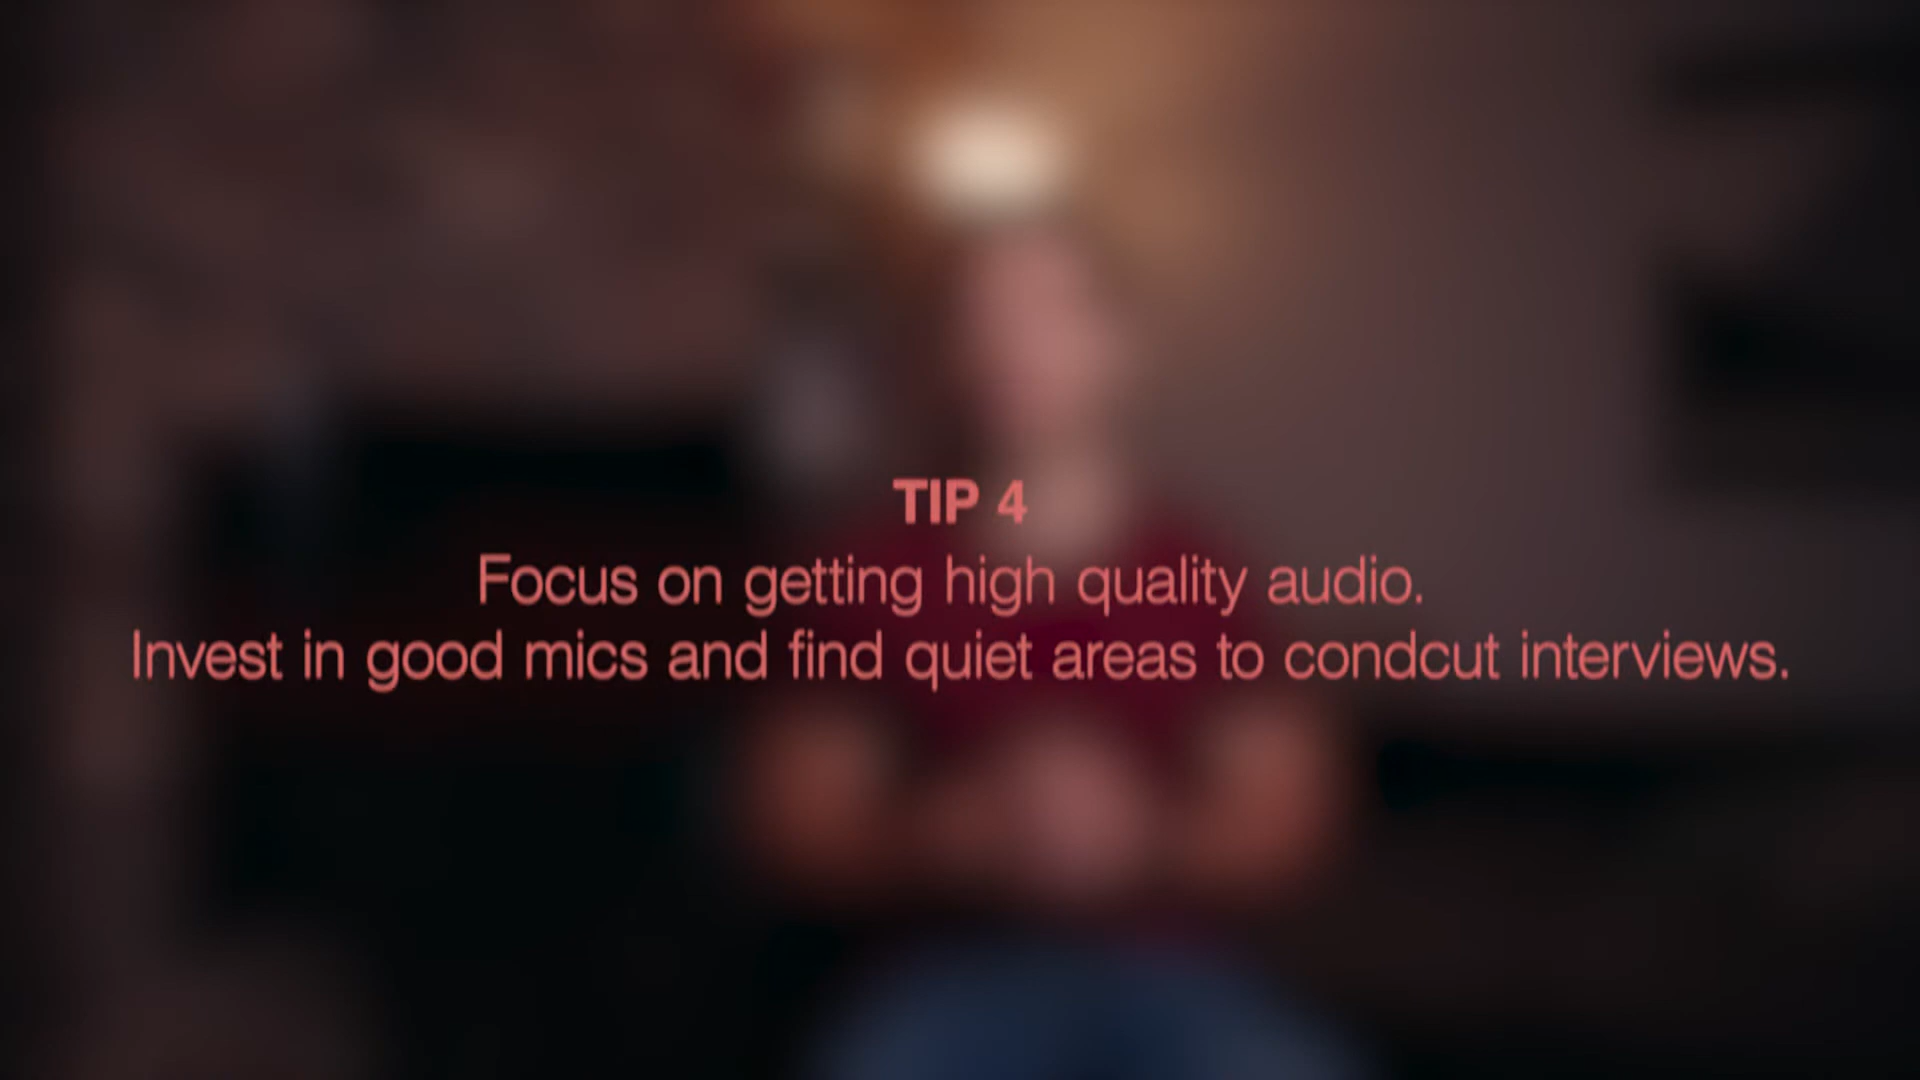 TIP 4
Focus on getting high quality audio.
Invest in good mics and find quiet areas to condcut interviews.